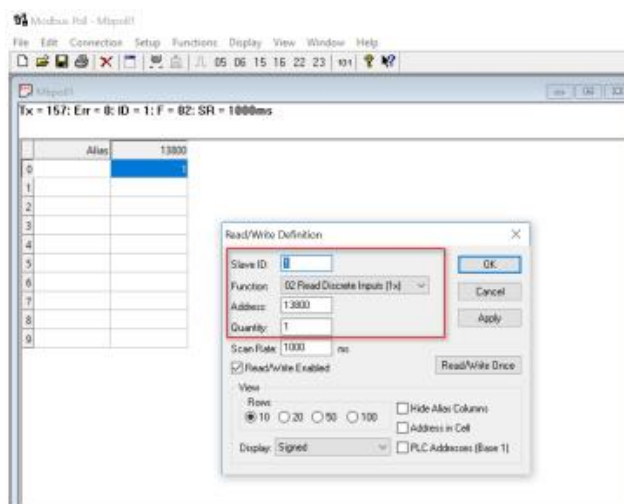 Modbus Poll - Mbpoll1
File Edit Connection Setup Functions Display View Window Help
05 06 15 16 22 23 101
Mbpoll1
Tx = 157: Err = 0: ID = 1: F = 02: SR = 1000ms
Alias 13800
0 1
1
2
3
4
5
6
7
8
9
Read/Write Definition
Slave ID: 1
OK
Function: 02 Read Discrete Inputs (1x)
Cancel
Address: 13800
Apply
Quantity: 1
Scan Rate: 1000 ms
Read/Write Enabled
Read/Write Once
View
Rows
10 20 50 100
Hide Alias Columns
Address in Cell
Display: Signed
PLC Addresses (Base 1)